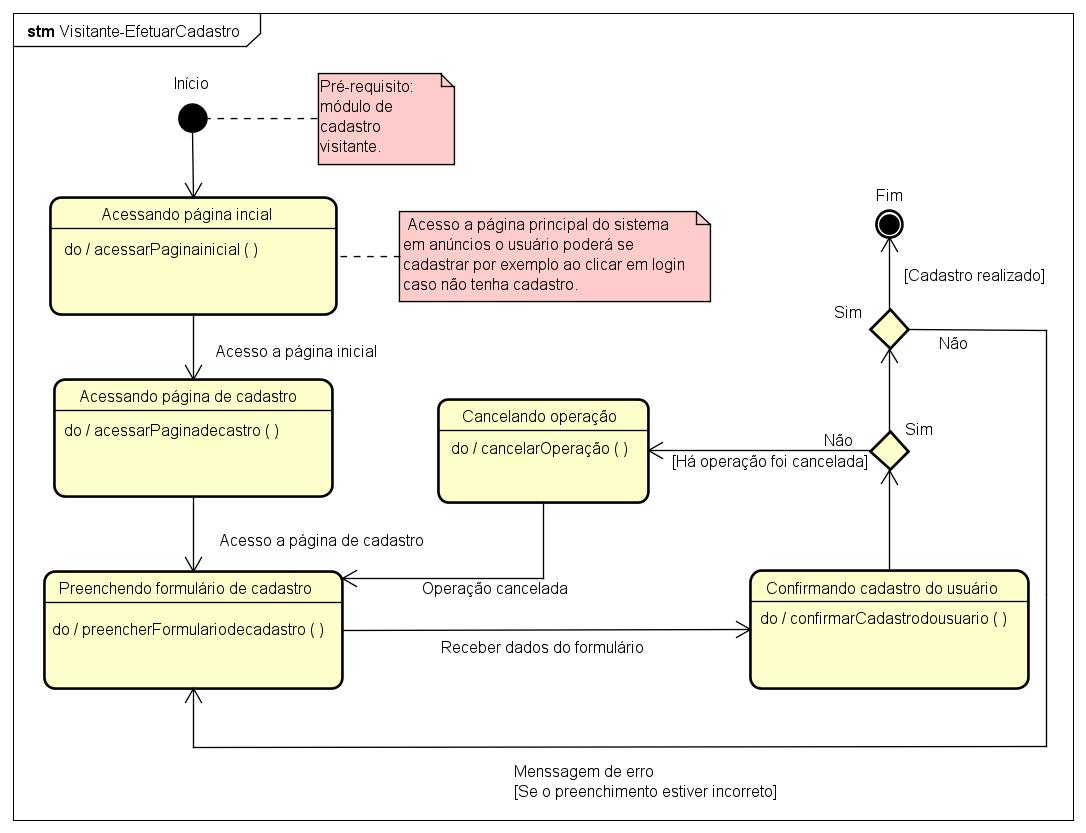 stm Visitante-EfetuarCadastro
Início
Pré-requisito:
módulo de
cadastro
visitante.
Acessando página incial
do / acessarPaginainicial ( )
Acesso a página principal do sistema
em anúncios o usuário poderá se
cadastrar por exemplo ao clicar em login
caso não tenha cadastro.
Fim
[Cadastro realizado]
Sim
Não
Acesso a página inicial
Acessando página de cadastro
do / acessarPaginadecastro ( )
Cancelando operação
do / cancelarOperação ( )
Não
[Há operação foi cancelada]
Sim
Acesso a página de cadastro
Operação cancelada
Preenchendo formulário de cadastro
do / preencherFormulariodecadastro ( )
Receber dados do formulário
Confirmando cadastro do usuário
do / confirmarCadastrodousuario ( )
Menssagem de erro
[Se o preenchimento estiver incorreto]